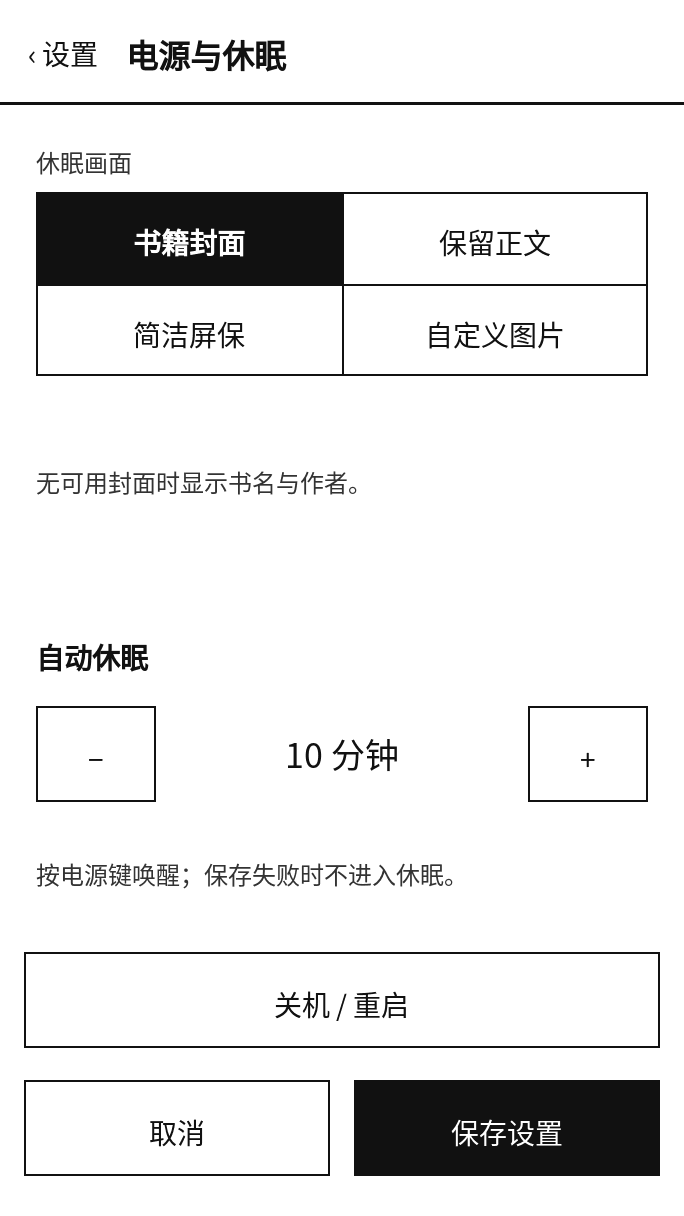 ‹ 设置 电源与休眠
休眠画面
书籍封面 保留正文
简洁屏保 自定义图片
无可用封面时显示书名与作者。
自动休眠
− 10 分钟 +
按电源键唤醒；保存失败时不进入休眠。
关机 / 重启
取消 保存设置